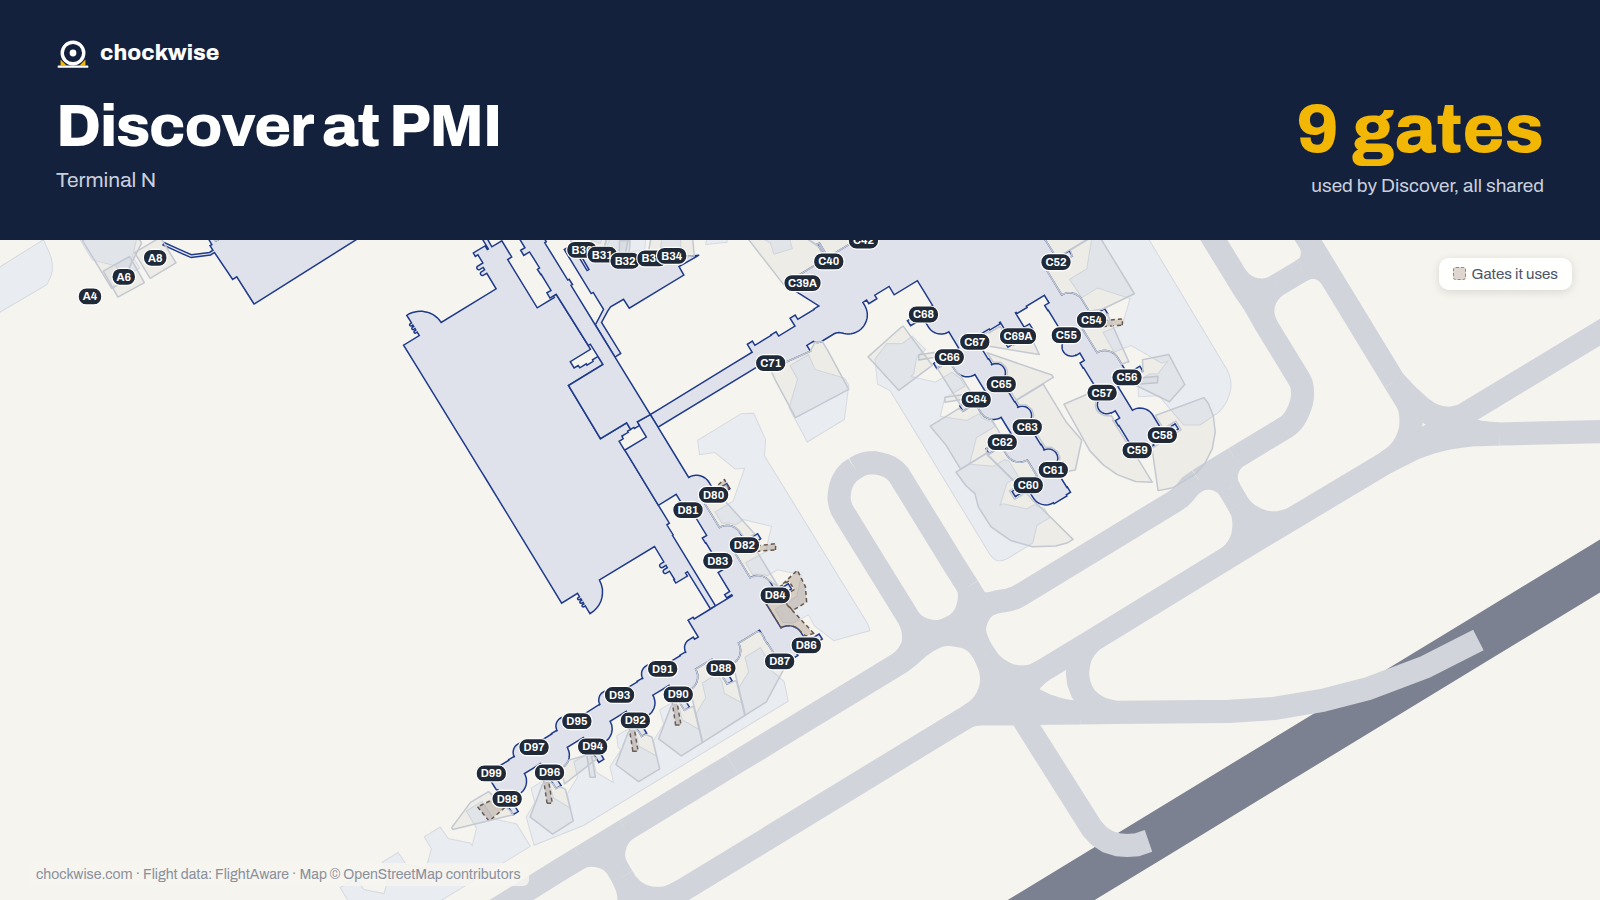 chockwise
Discover at PMI
Terminal N
9 gates
used by Discover, all shared
Gates it uses
A4
A6
A8
B31
B32
B34
C39A
C40
C42
C52
C54
C55
C56
C57
C58
C59
C60
C61
C62
C63
C64
C65
C66
C67
C68
C69A
C71
D80
D81
D82
D83
D84
D86
D87
D88
D90
D91
D92
D93
D94
D95
D96
D97
D98
D99
chockwise.com · Flight data: FlightAware · Map © OpenStreetMap contributors